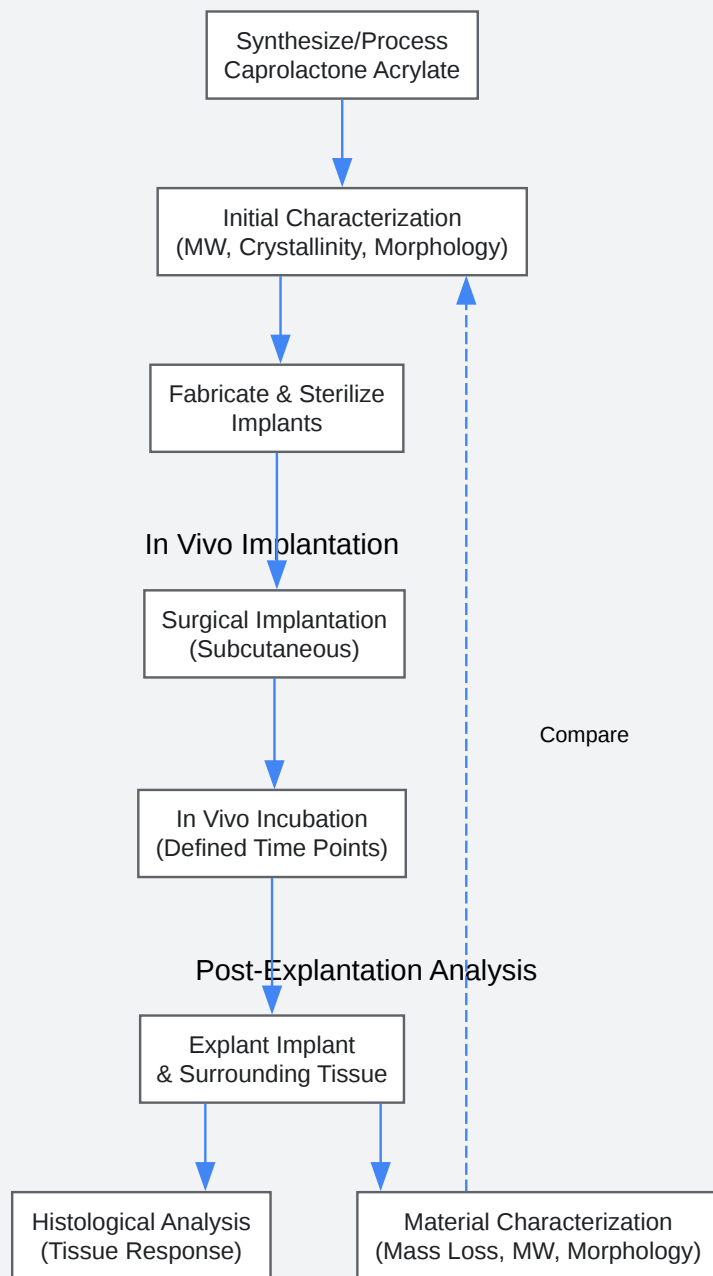 Synthesize/Process
Caprolactone Acrylate
Initial Characterization
(MW, Crystallinity, Morphology)
Fabricate & Sterilize
Implants
In Vivo Implantation
Surgical Implantation
(Subcutaneous)
Compare
In Vivo Incubation
(Defined Time Points)
Post-Explantation Analysis
Explant Implant
& Surrounding Tissue
Histological Analysis
(Tissue Response)
Material Characterization
(Mass Loss, MW, Morphology)